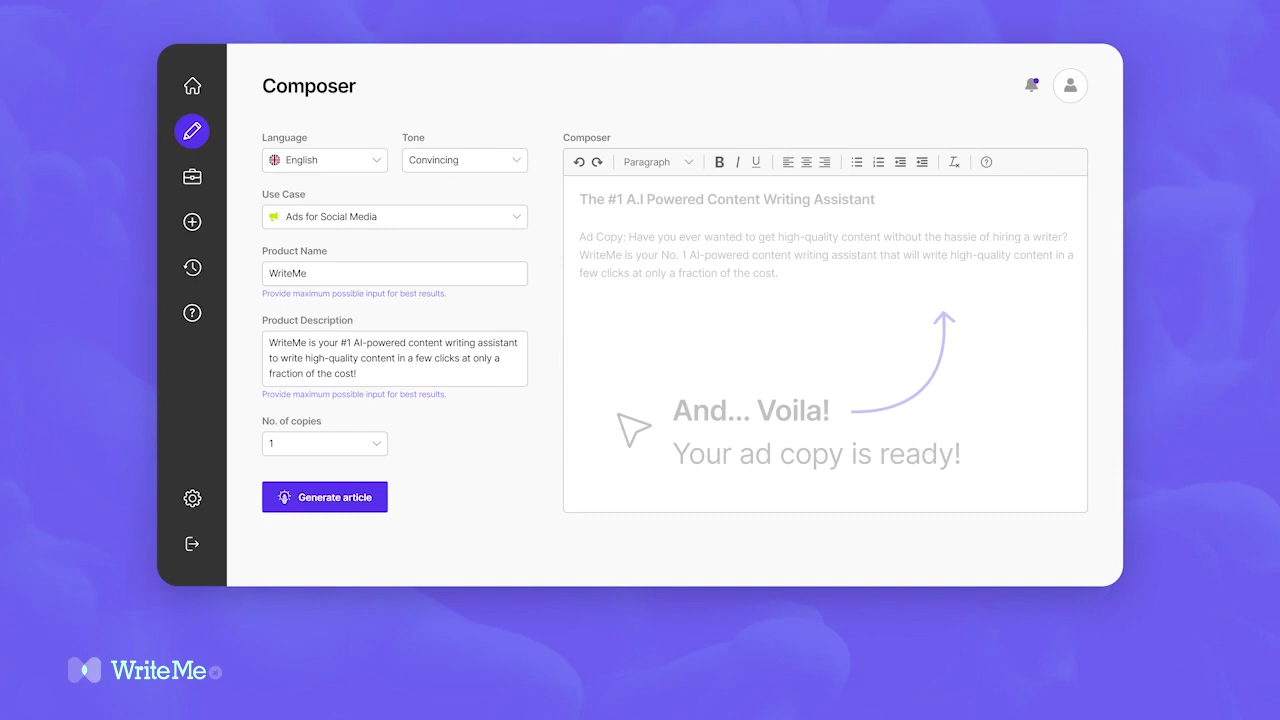 Composer
Language
Tone
English
Convincing
Use Case
Ads for Social Media
Product Name
WriteMe
Provide maximum possible input for best results.
Product Description
WriteMe is your #1 AI-powered content writing assistant
to write high-quality content in a few clicks at only a
fraction of the cost!
Provide maximum possible input for best results.
No. of copies
1
Generate article
Composer
Paragraph
B I U
The #1 A.I Powered Content Writing Assistant
Ad Copy: Have you ever wanted to get high-quality content without the hassle of hiring a writer?
WriteMe is your No. 1 AI-powered content writing assistant that will write high-quality content in a
few clicks at only a fraction of the cost.
And... Voila!
Your ad copy is ready!
WriteMe